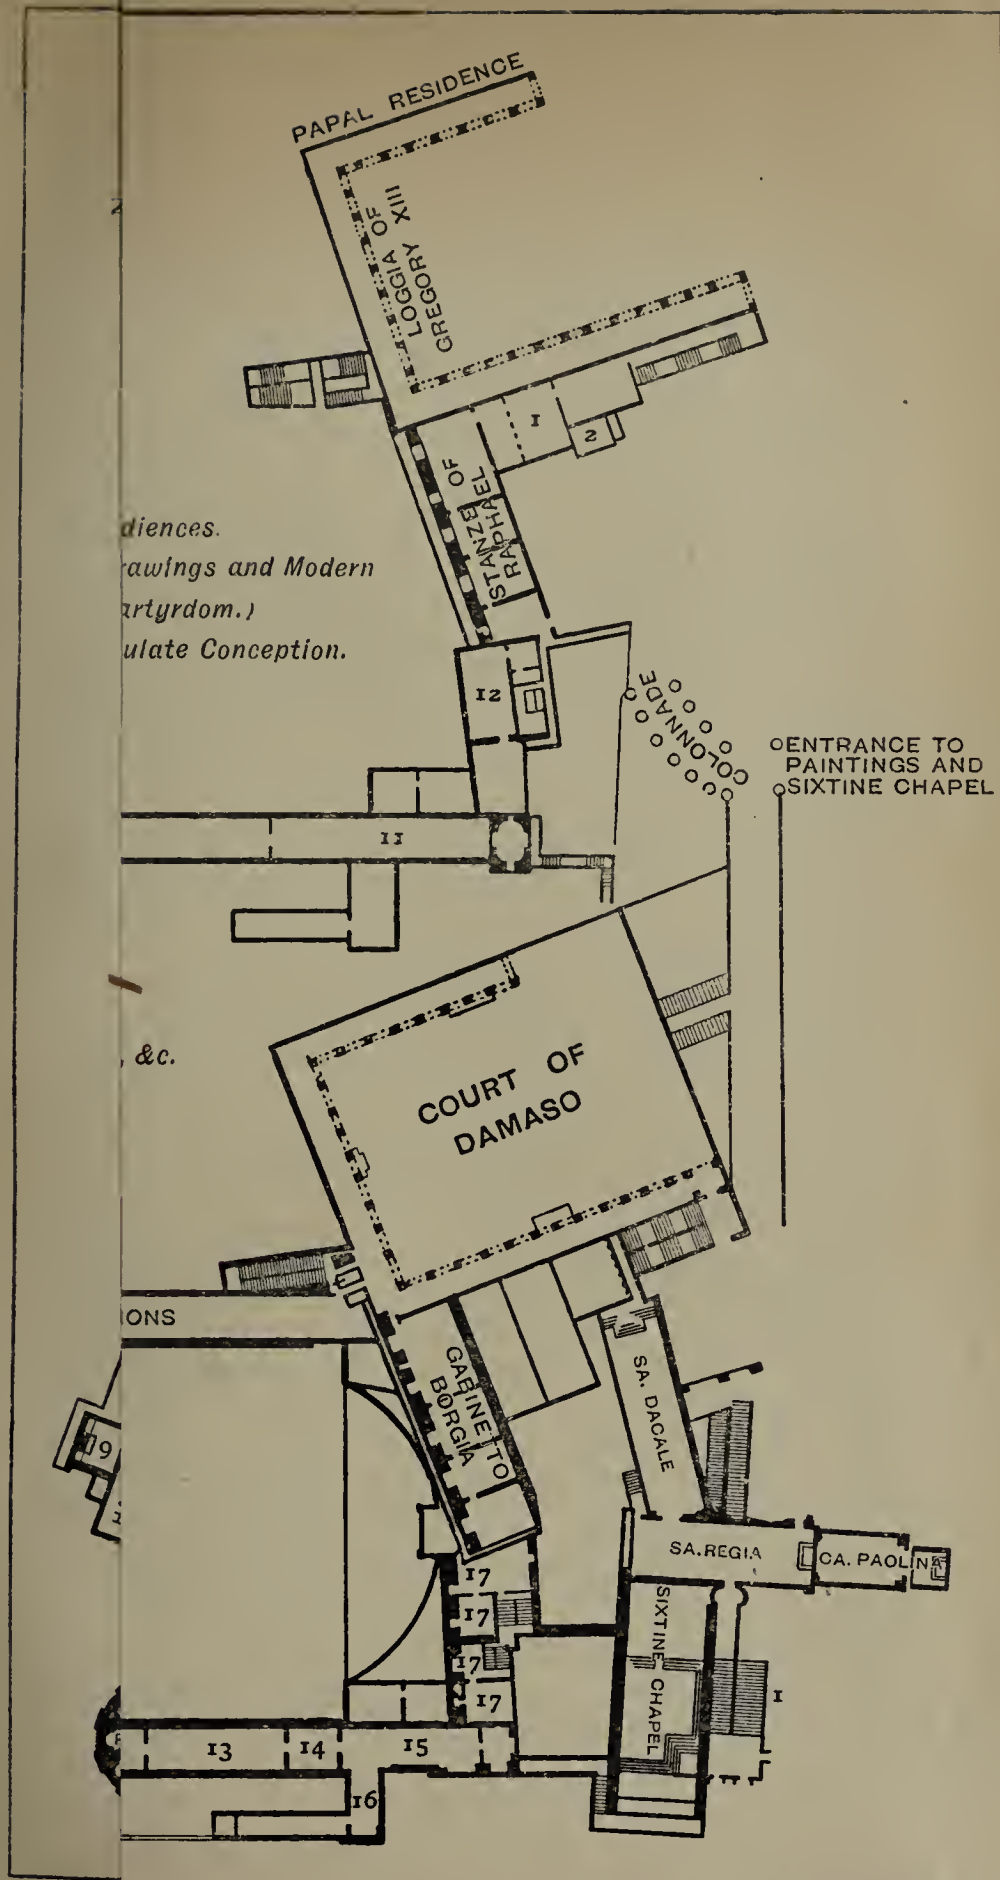 PAPAL RESIDENCE
LOGGIA OF
GREGORY XIII
1
2
STANZE OF
RAPHAEL
diences.
rawings and Modern
artyrdom.)
ulate Conception.
12
COLONNADE
ENTRANCE TO
PAINTINGS AND
SIXTINE CHAPEL
11
, &c.
COURT OF
DAMASO
IONS
GABINETTO
BORGIA
SA. DACALE
9
SA. REGIA
CA. PAOLINA
17
17
17
17
SIXTINE CHAPEL
1
13
14
15
16